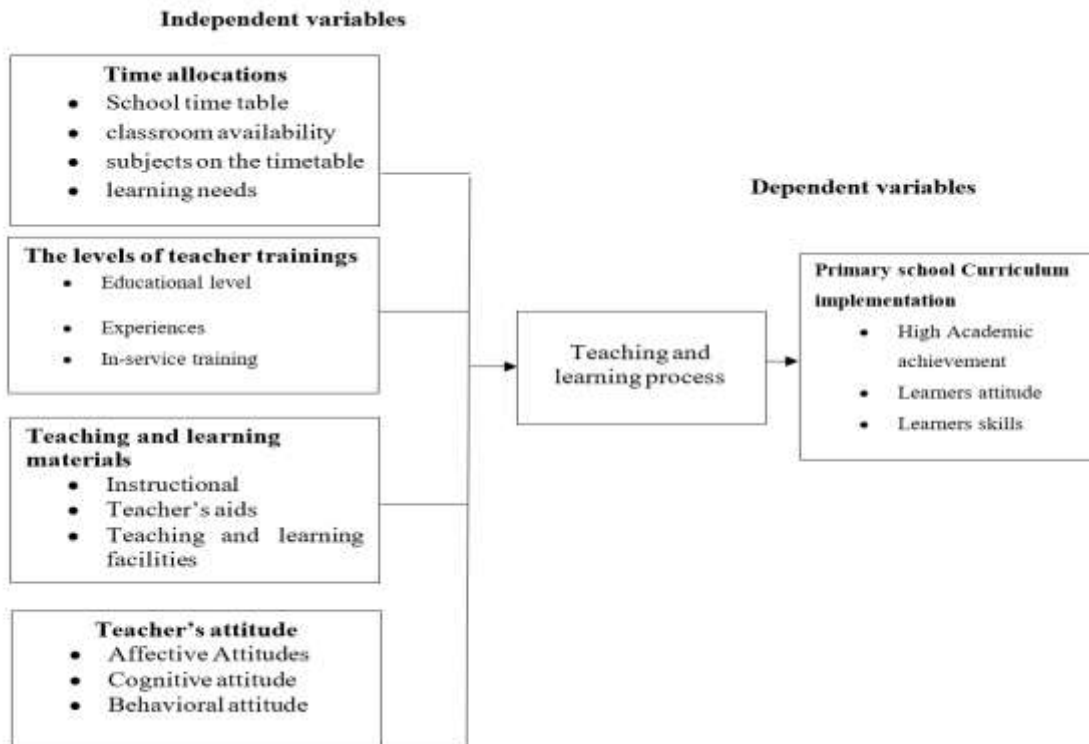 Independent variables
Time allocations
● School time table
● classroom availability
● subjects on the timetable
● learning needs
The levels of teacher trainings
● Educational level
● Experiences
● In-service training
Teaching and learning
materials
● Instructional
● Teacher's aids
● Teaching and learning
facilities
Teacher's attitude
● Affective Attitudes
● Cognitive attitude
● Behavioral attitude
Teaching and
learning process
Dependent variables
Primary school Curriculum
implementation
● High Academic
achievement
● Learners attitude
● Learners skills